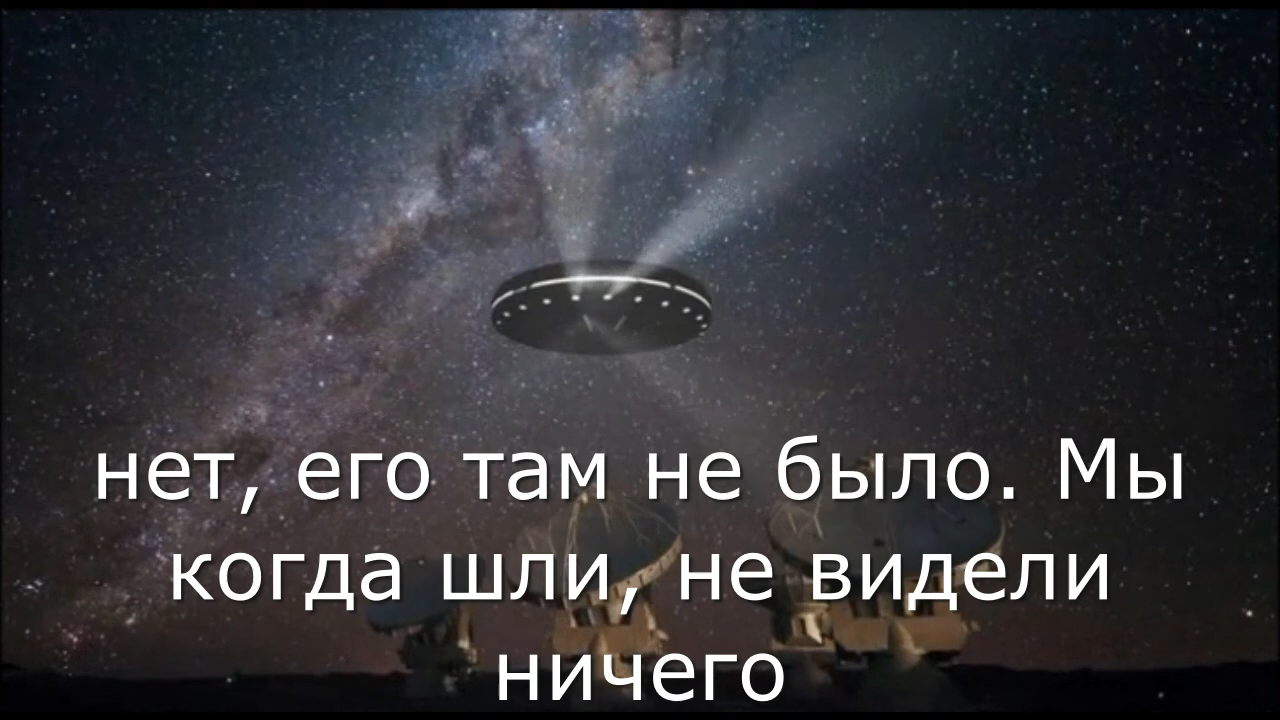 нет, его там не было. Мы
когда шли, не видели
ничего